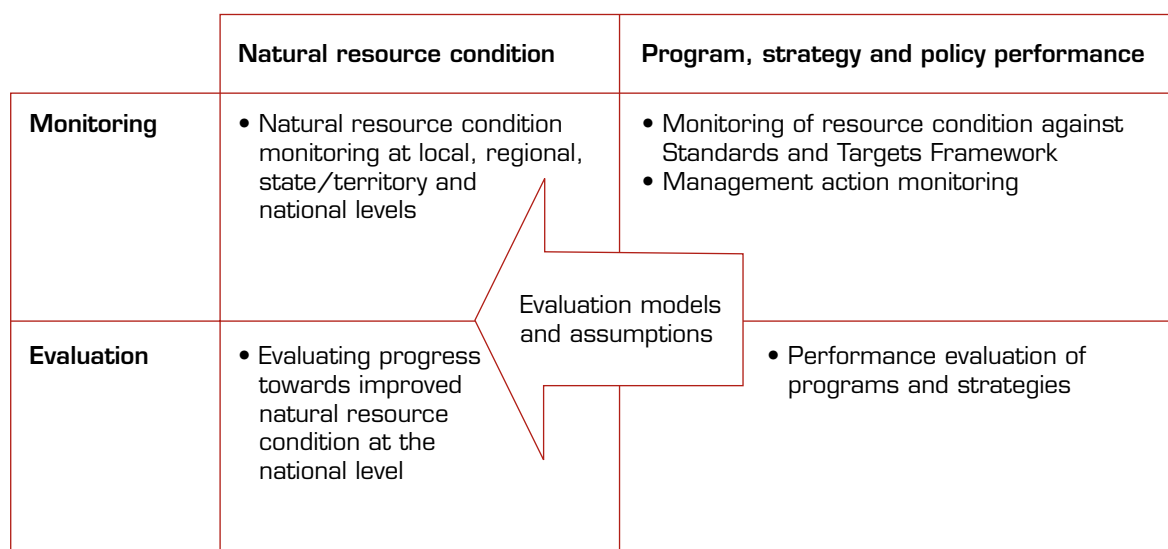 Natural resource condition
Program, strategy and policy performance
Monitoring
• Natural resource condition
monitoring at local, regional,
state/territory and
national levels
• Monitoring of resource condition against
Standards and Targets Framework
• Management action monitoring
Evaluation models
and assumptions
Evaluation
• Evaluating progress
towards improved
natural resource
condition at the
national level
• Performance evaluation of
programs and strategies